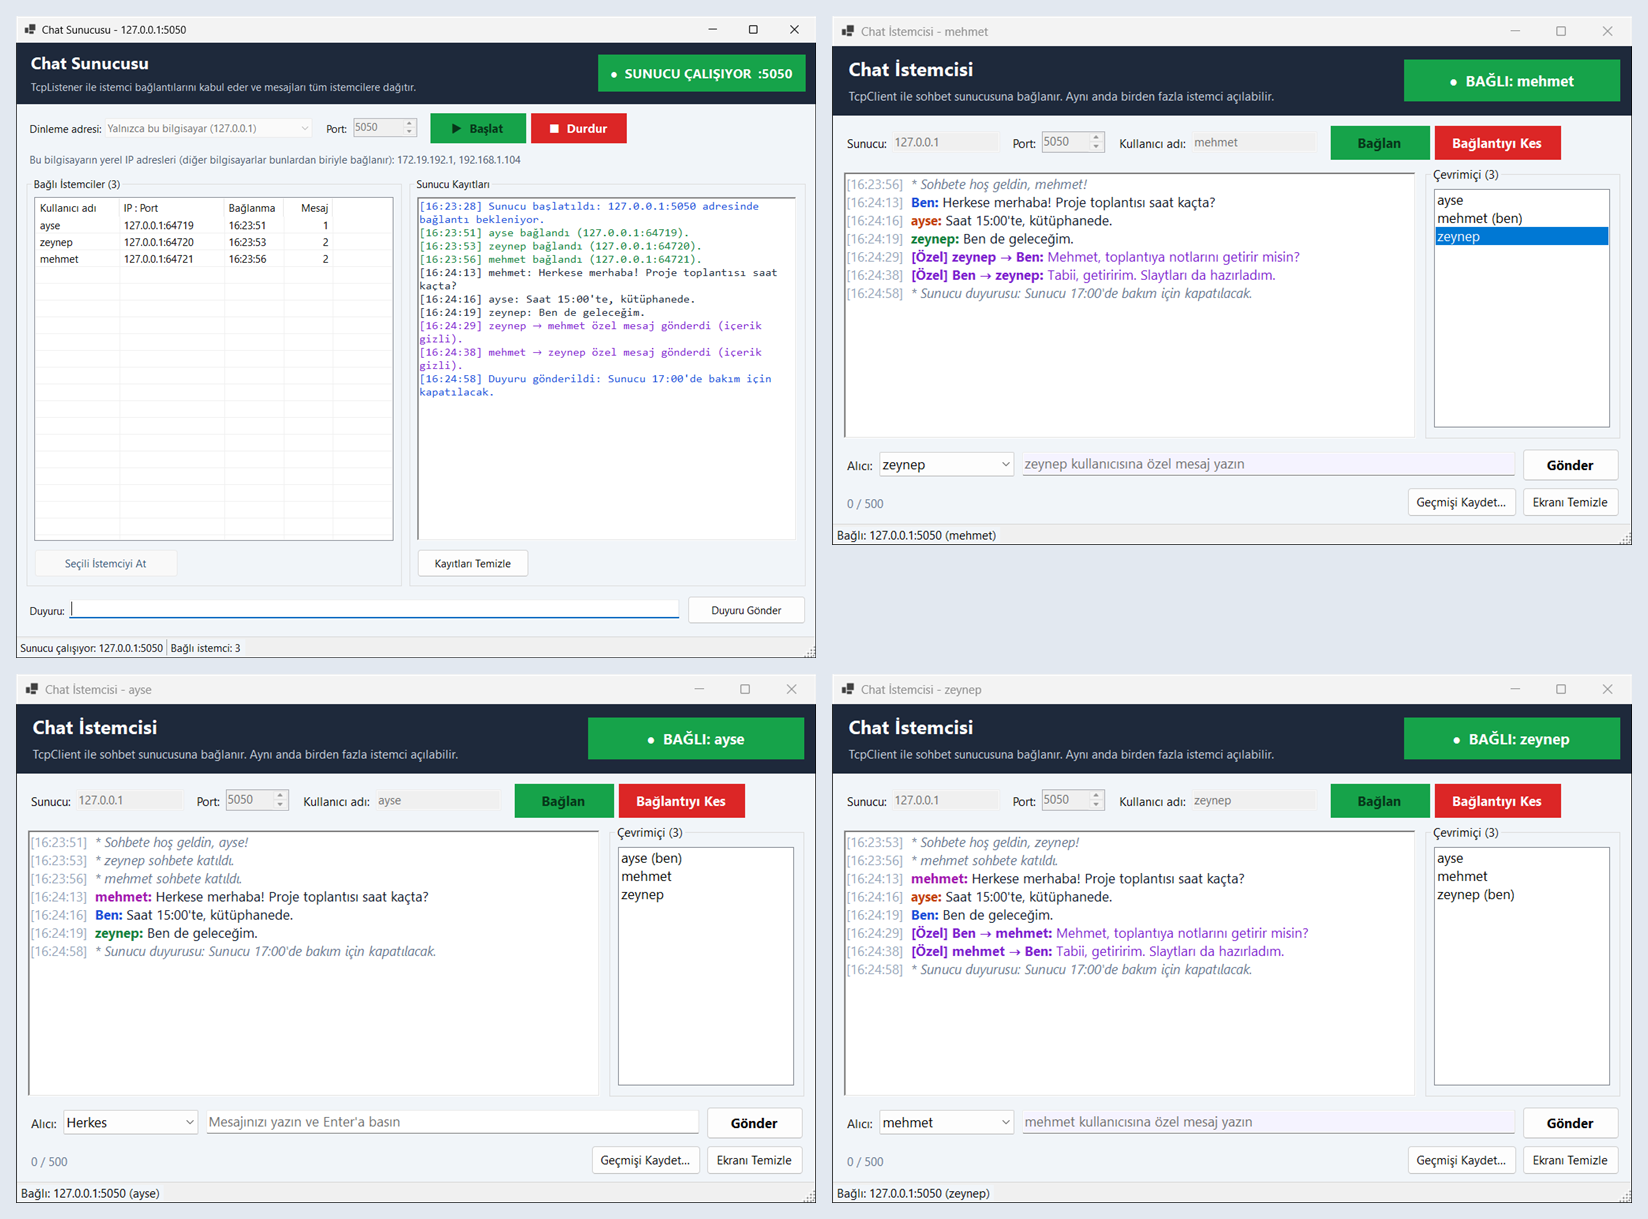 Chat Sunucusu - 127.0.0.1:5050
Chat Sunucusu
TcpListener ile istemci bağlantılarını kabul eder ve mesajları tüm istemcilere dağıtır.
● SUNUCU ÇALIŞIYOR :5050
Dinleme adresi: Yalnızca bu bilgisayar (127.0.0.1)
Port: 5050
▶ Başlat
■ Durdur
Bu bilgisayarın yerel IP adresleri (diğer bilgisayarlar bunlardan biriyle bağlanır): 172.19.192.1, 192.168.1.104
Bağlı İstemciler (3)
Kullanıcı adı IP : Port Bağlanma Mesaj
ayse 127.0.0.1:64719 16:23:51 1
zeynep 127.0.0.1:64720 16:23:53 2
mehmet 127.0.0.1:64721 16:23:56 2
Seçili İstemciyi At
Sunucu Kayıtları
[16:23:28] Sunucu başlatıldı: 127.0.0.1:5050 adresinde
bağlantı bekleniyor.
[16:23:51] ayse bağlandı (127.0.0.1:64719).
[16:23:53] zeynep bağlandı (127.0.0.1:64720).
[16:23:56] mehmet bağlandı (127.0.0.1:64721).
[16:24:13] mehmet: Herkese merhaba! Proje toplantısı saat
kaçta?
[16:24:16] ayse: Saat 15:00'te, kütüphanede.
[16:24:19] zeynep: Ben de geleceğim.
[16:24:29] zeynep → mehmet özel mesaj gönderdi (içerik
gizli).
[16:24:38] mehmet → zeynep özel mesaj gönderdi (içerik
gizli).
[16:24:58] Duyuru gönderildi: Sunucu 17:00'de bakım için
kapatılacak.
Kayıtları Temizle
Duyuru:
Duyuru Gönder
Sunucu çalışıyor: 127.0.0.1:5050 Bağlı istemci: 3
Chat İstemcisi - mehmet
Chat İstemcisi
TcpClient ile sohbet sunucusuna bağlanır. Aynı anda birden fazla istemci açılabilir.
● BAĞLI: mehmet
Sunucu: 127.0.0.1
Port: 5050
Kullanıcı adı: mehmet
Bağlan
Bağlantıyı Kes
[16:23:56] * Sohbete hoş geldin, mehmet!
[16:24:13] Ben: Herkese merhaba! Proje toplantısı saat kaçta?
[16:24:16] ayse: Saat 15:00'te, kütüphanede.
[16:24:19] zeynep: Ben de geleceğim.
[16:24:29] [Özel] zeynep → Ben: Mehmet, toplantıya notlarını getirir misin?
[16:24:38] [Özel] Ben → zeynep: Tabii, getiririm. Slaytları da hazırladım.
[16:24:58] * Sunucu duyurusu: Sunucu 17:00'de bakım için kapatılacak.
Çevrimiçi (3)
ayse
mehmet (ben)
zeynep
Alıcı: zeynep
zeynep kullanıcısına özel mesaj yazın
Gönder
0 / 500
Geçmişi Kaydet...
Ekranı Temizle
Bağlı: 127.0.0.1:5050 (mehmet)
Chat İstemcisi - ayse
Chat İstemcisi
TcpClient ile sohbet sunucusuna bağlanır. Aynı anda birden fazla istemci açılabilir.
● BAĞLI: ayse
Sunucu: 127.0.0.1
Port: 5050
Kullanıcı adı: ayse
Bağlan
Bağlantıyı Kes
[16:23:51] * Sohbete hoş geldin, ayse!
[16:23:53] * zeynep sohbete katıldı.
[16:23:56] * mehmet sohbete katıldı.
[16:24:13] mehmet: Herkese merhaba! Proje toplantısı saat kaçta?
[16:24:16] Ben: Saat 15:00'te, kütüphanede.
[16:24:19] zeynep: Ben de geleceğim.
[16:24:58] * Sunucu duyurusu: Sunucu 17:00'de bakım için kapatılacak.
Çevrimiçi (3)
ayse (ben)
mehmet
zeynep
Alıcı: Herkes
Mesajınızı yazın ve Enter'a basın
Gönder
0 / 500
Geçmişi Kaydet...
Ekranı Temizle
Bağlı: 127.0.0.1:5050 (ayse)
Chat İstemcisi - zeynep
Chat İstemcisi
TcpClient ile sohbet sunucusuna bağlanır. Aynı anda birden fazla istemci açılabilir.
● BAĞLI: zeynep
Sunucu: 127.0.0.1
Port: 5050
Kullanıcı adı: zeynep
Bağlan
Bağlantıyı Kes
[16:23:53] * Sohbete hoş geldin, zeynep!
[16:23:56] * mehmet sohbete katıldı.
[16:24:13] mehmet: Herkese merhaba! Proje toplantısı saat kaçta?
[16:24:16] ayse: Saat 15:00'te, kütüphanede.
[16:24:19] Ben: Ben de geleceğim.
[16:24:29] [Özel] Ben → mehmet: Mehmet, toplantıya notlarını getirir misin?
[16:24:38] [Özel] mehmet → Ben: Tabii, getiririm. Slaytları da hazırladım.
[16:24:58] * Sunucu duyurusu: Sunucu 17:00'de bakım için kapatılacak.
Çevrimiçi (3)
ayse
mehmet
zeynep (ben)
Alıcı: mehmet
mehmet kullanıcısına özel mesaj yazın
Gönder
0 / 500
Geçmişi Kaydet...
Ekranı Temizle
Bağlı: 127.0.0.1:5050 (zeynep)